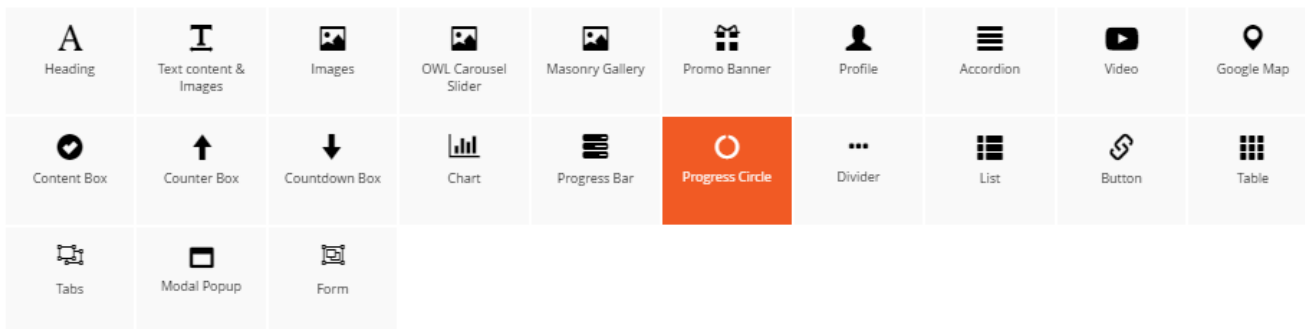 Heading
Text content &
Images
Images
OWL Carousel
Slider
Masonry Gallery
Promo Banner
Profile
Accordion
Video
Google Map
Content Box
Counter Box
Countdown Box
Chart
Progress Bar
Progress Circle
Divider
List
Button
Table
Tabs
Modal Popup
Form